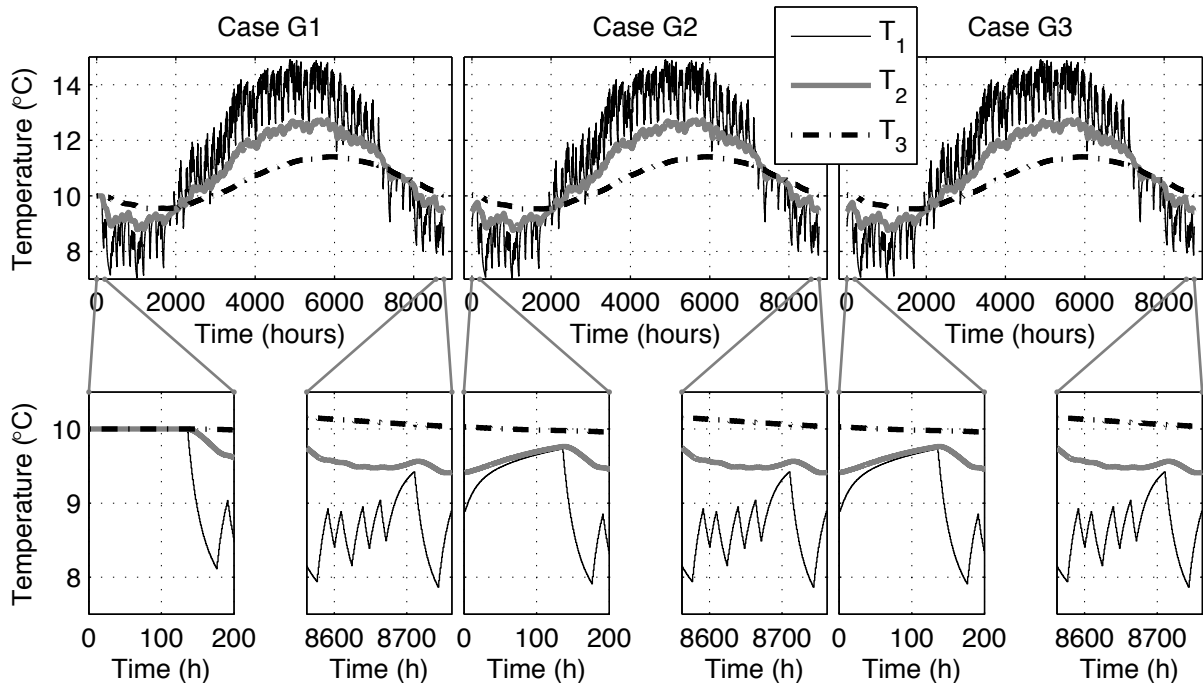 Case G1
Case G2
Case G3
T1
T2
T3
Temperature (°C)
14
12
10
8
0 2000 4000 6000 8000
0 2000 4000 6000 8000
0 2000 4000 6000 8000
Time (hours)
Time (hours)
Time (hours)
Temperature (°C)
10
9
8
0 100 200
8600 8700
0 100 200
8600 8700
0 100 200
8600 8700
Time (h)
Time (h)
Time (h)
Time (h)
Time (h)
Time (h)